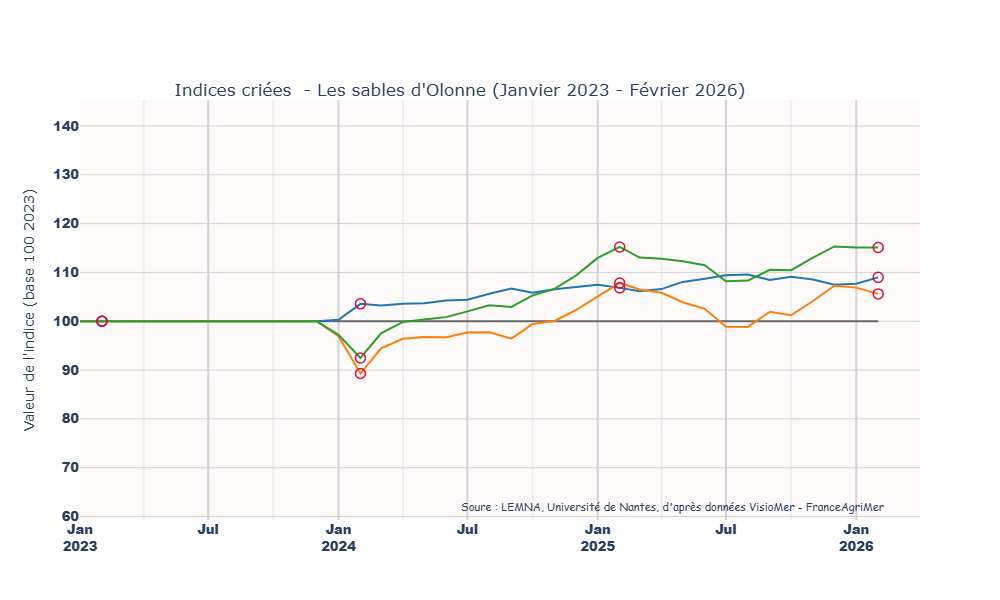 Indices criées  - Les sables d'Olonne (Janvier 2023 - Février 2026)
Valeur de l'indice (base 100 2023)
140
130
120
110
100
90
80
70
60
Soure : LEMNA, Université de Nantes, d'après données VisioMer - FranceAgriMer
Jan
2023
Jul
Jan
2024
Jul
Jan
2025
Jul
Jan
2026